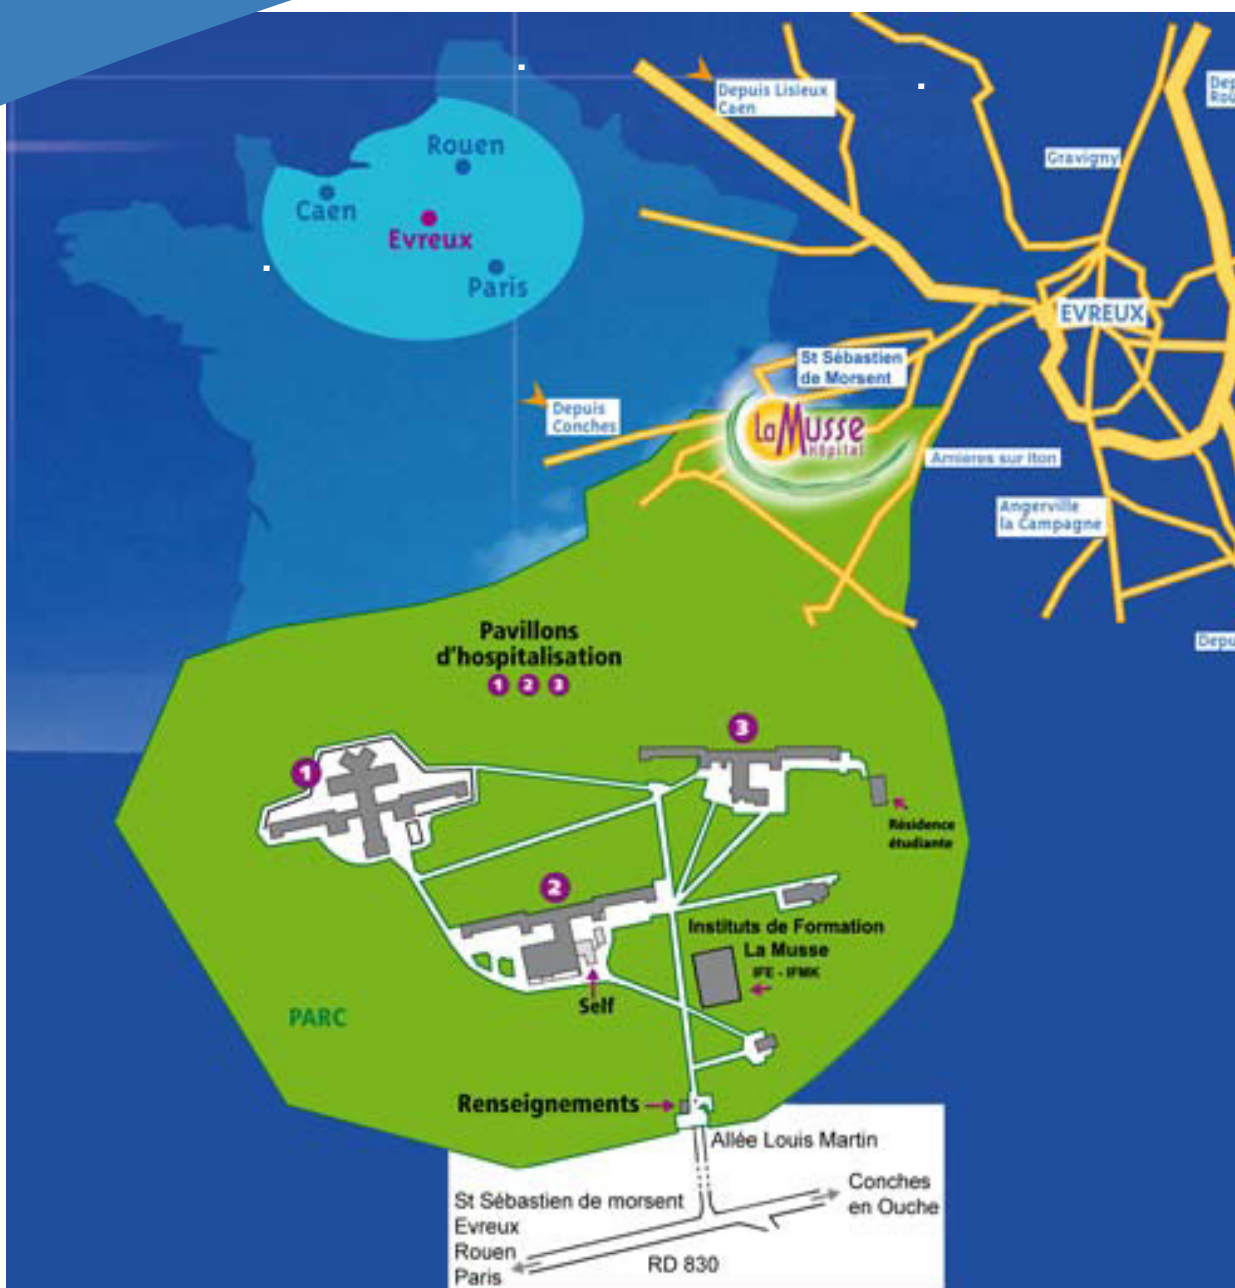 Depuis Lisieux
Caen
Gravigny
Rouen
Caen
Evreux
Paris
EVREUX
St Sébastien
de Morsent
Depuis
Conches
La Musse
Hôpital
Arnières sur Iton
Angerville
la Campagne
Pavillons
d'hospitalisation
1 2 3
3
1
Résidence
étudiante
2
Instituts de Formation
La Musse
IFE - IFMK
Self
PARC
Renseignements
Allée Louis Martin
St Sébastien de morsent
Evreux
Rouen
Paris
Conches
en Ouche
RD 830